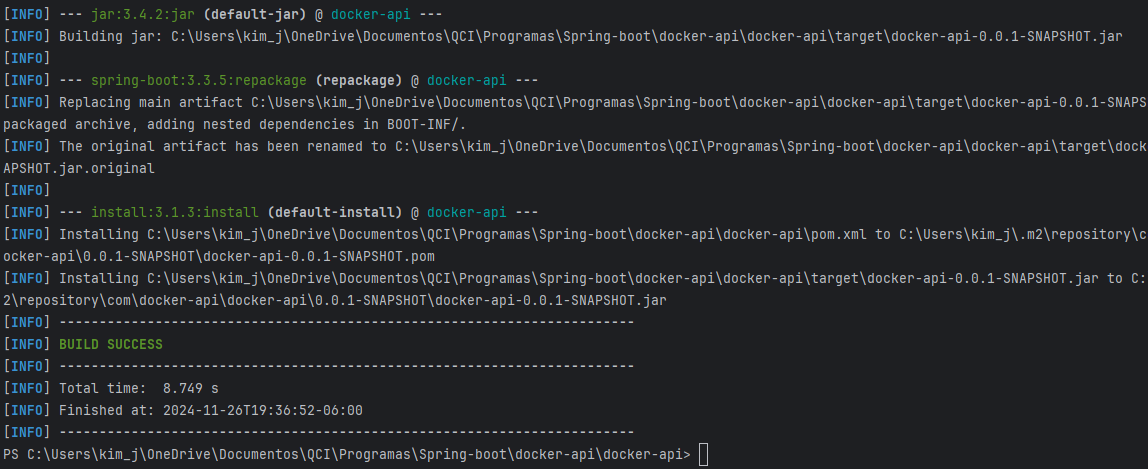 [INFO] --- jar:3.4.2:jar (default-jar) @ docker-api ---
[INFO] Building jar: C:\Users\kim_j\OneDrive\Documentos\QCI\Programas\Spring-boot\docker-api\docker-api\target\docker-api-0.0.1-SNAPSHOT.jar
[INFO]
[INFO] --- spring-boot:3.3.5:repackage (repackage) @ docker-api ---
[INFO] Replacing main artifact C:\Users\kim_j\OneDrive\Documentos\QCI\Programas\Spring-boot\docker-api\docker-api\target\docker-api-0.0.1-SNAPS
packaged archive, adding nested dependencies in BOOT-INF/.
[INFO] The original artifact has been renamed to C:\Users\kim_j\OneDrive\Documentos\QCI\Programas\Spring-boot\docker-api\docker-api\target\dock
APSHOT.jar.original
[INFO]
[INFO] --- install:3.1.3:install (default-install) @ docker-api ---
[INFO] Installing C:\Users\kim_j\OneDrive\Documentos\QCI\Programas\Spring-boot\docker-api\docker-api\pom.xml to C:\Users\kim_j\.m2\repository\c
ocker-api\0.0.1-SNAPSHOT\docker-api-0.0.1-SNAPSHOT.pom
[INFO] Installing C:\Users\kim_j\OneDrive\Documentos\QCI\Programas\Spring-boot\docker-api\docker-api\target\docker-api-0.0.1-SNAPSHOT.jar to C:
2\repository\com\docker-api\docker-api\0.0.1-SNAPSHOT\docker-api-0.0.1-SNAPSHOT.jar
[INFO] ------------------------------------------------------------------------
[INFO] BUILD SUCCESS
[INFO] ------------------------------------------------------------------------
[INFO] Total time:  8.749 s
[INFO] Finished at: 2024-11-26T19:36:52-06:00
[INFO] ------------------------------------------------------------------------
PS C:\Users\kim_j\OneDrive\Documentos\QCI\Programas\Spring-boot\docker-api\docker-api>